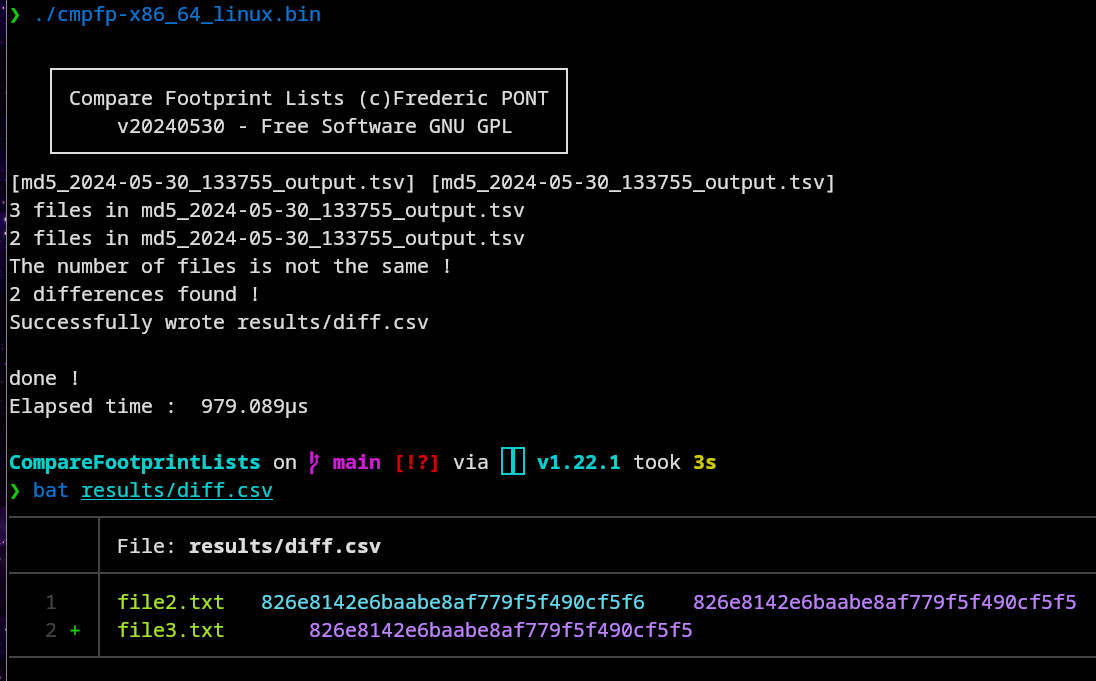 ❯ ./cmpfp-x86_64_linux.bin
Compare Footprint Lists (c)Frederic PONT
v20240530 - Free Software GNU GPL
[md5_2024-05-30_133755_output.tsv] [md5_2024-05-30_133755_output.tsv]
3 files in md5_2024-05-30_133755_output.tsv
2 files in md5_2024-05-30_133755_output.tsv
The number of files is not the same !
2 differences found !
Successfully wrote results/diff.csv
done !
Elapsed time :  979.089µs
CompareFootprintLists on main [!?] via v1.22.1 took 3s
❯ bat results/diff.csv
File: results/diff.csv
1 file2.txt 826e8142e6baabe8af779f5f490cf5f6 826e8142e6baabe8af779f5f490cf5f5
2 + file3.txt 826e8142e6baabe8af779f5f490cf5f5